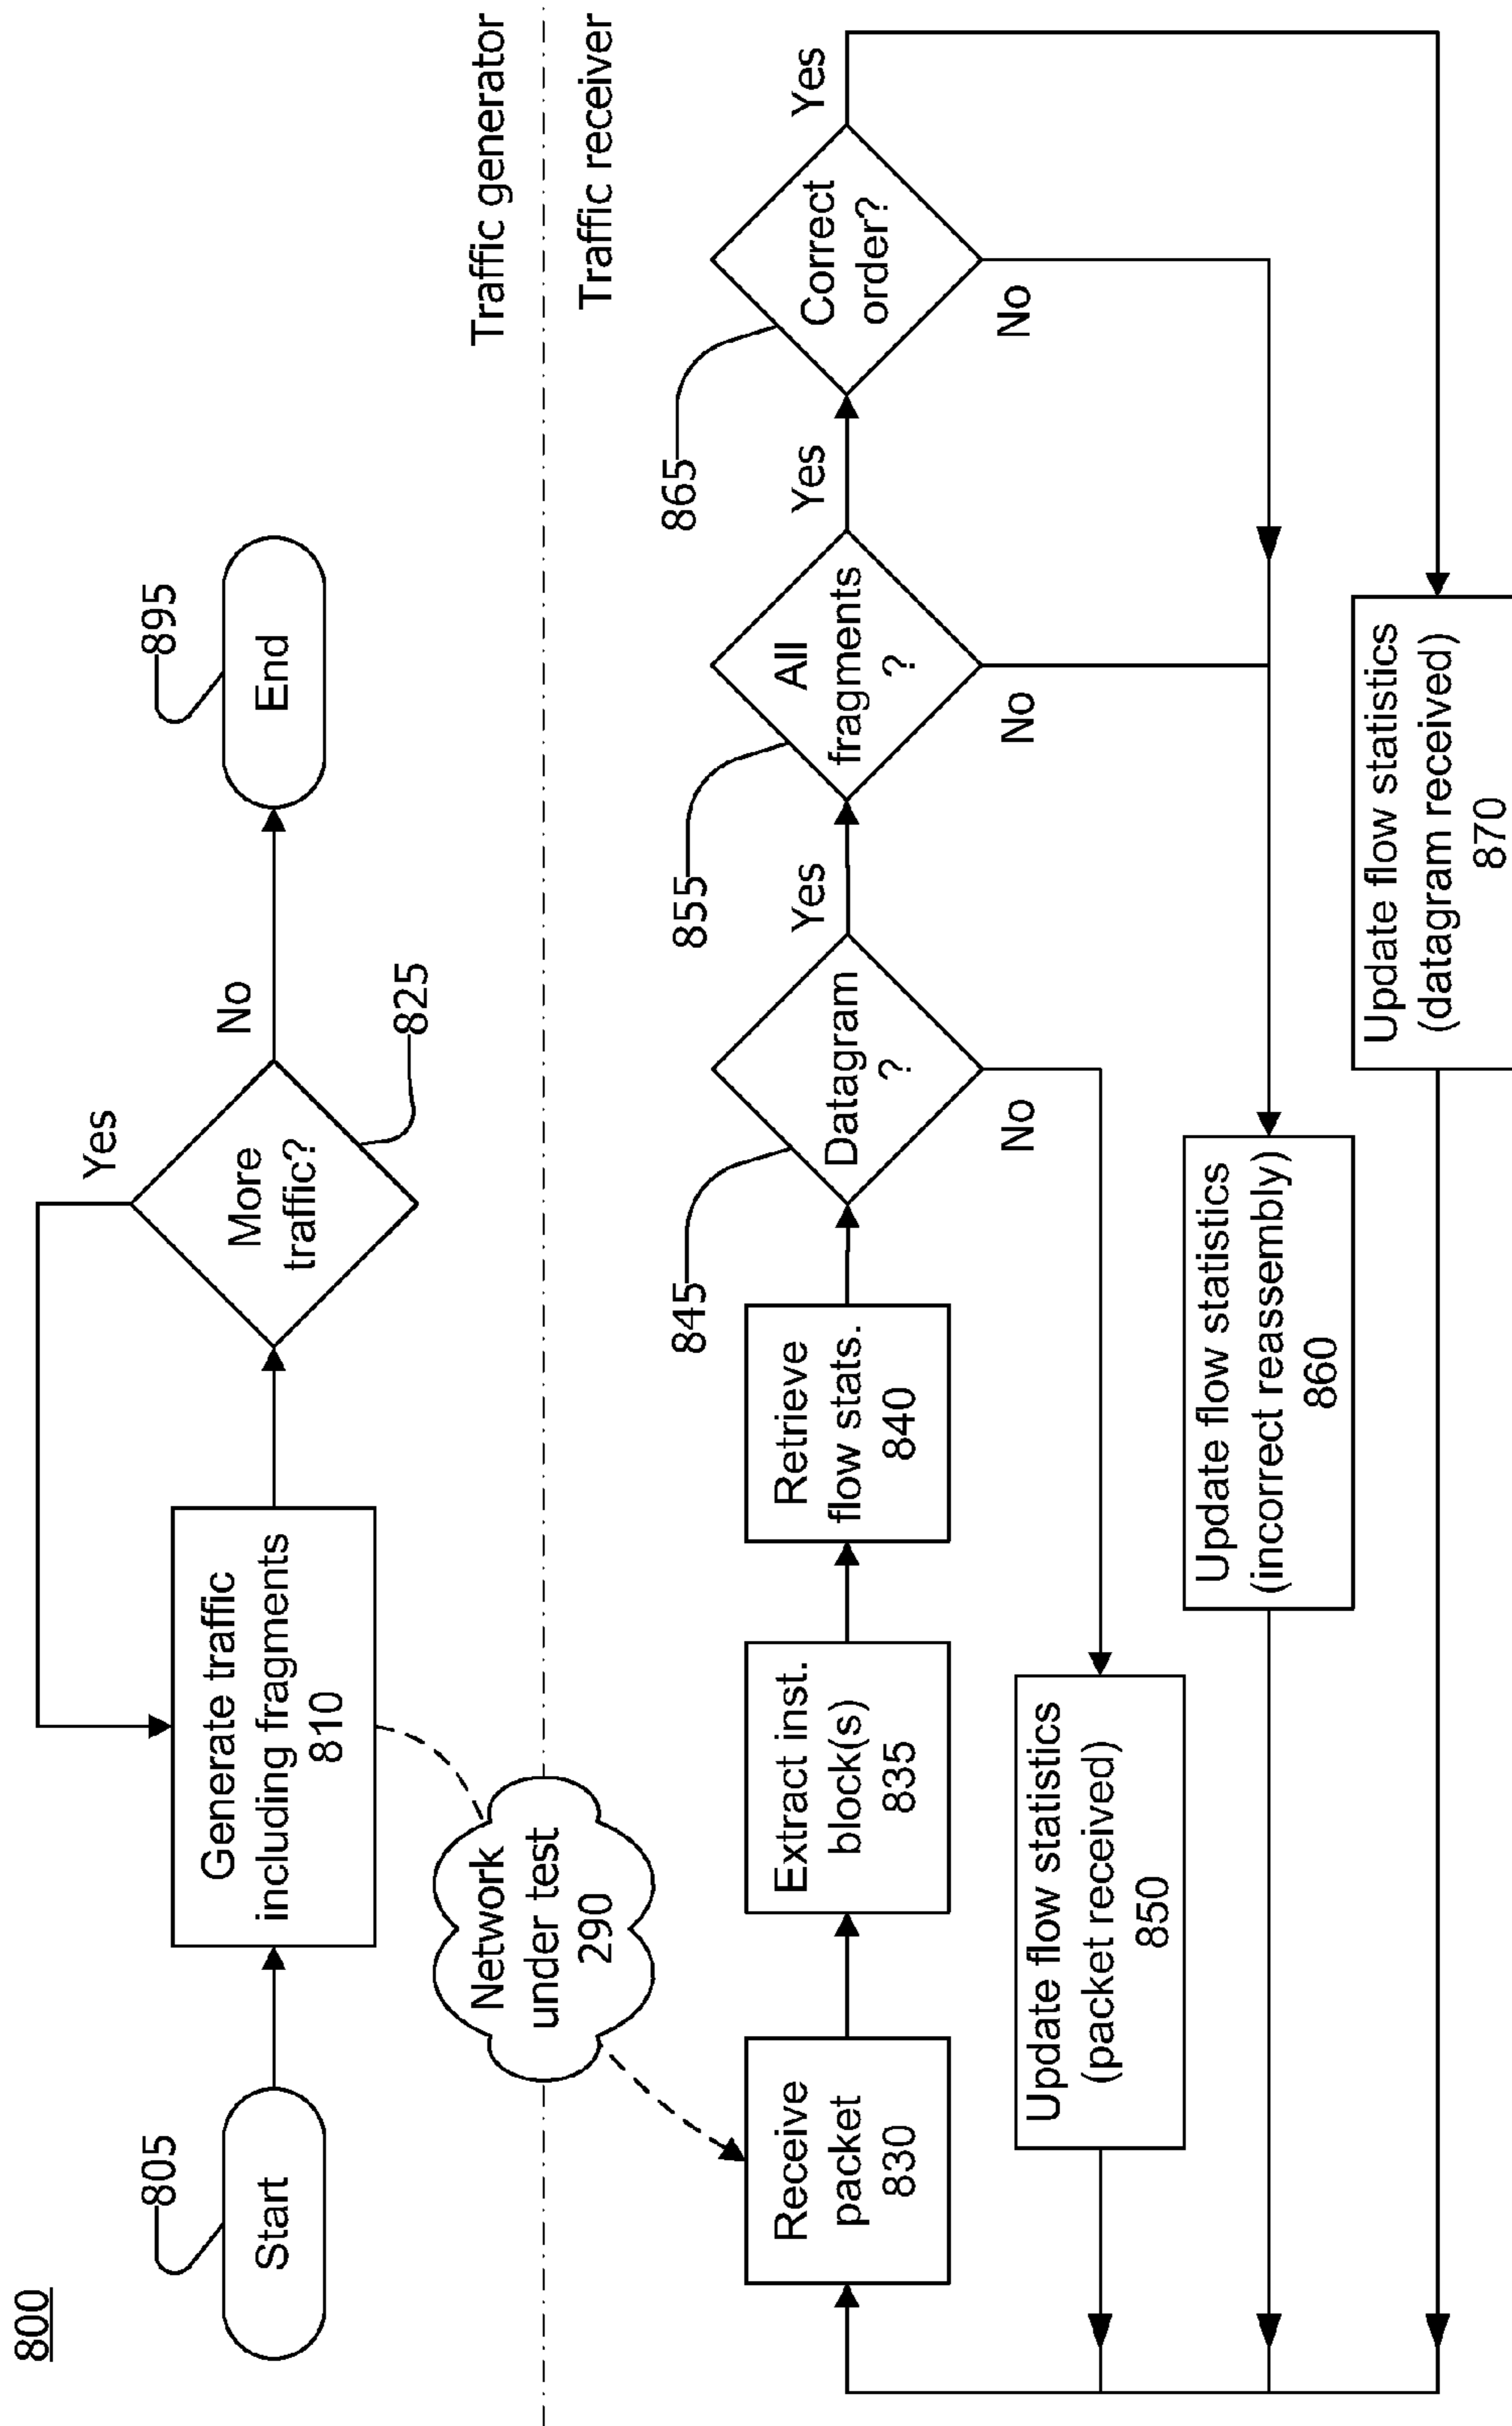 800
805
Start
Generate traffic
including fragments
810
Yes
More
traffic?
825
No
895
End
Traffic generator
Traffic receiver
Network
under test
290
Receive
packet
830
Extract inst.
block(s)
835
Retrieve
flow stats.
840
845
Datagram
?
Yes
No
855
All
fragments
?
Yes
No
865
Correct
order?
Yes
No
Update flow statistics
(packet received)
850
Update flow statistics
(incorrect reassembly)
860
Update flow statistics
(datagram received)
870